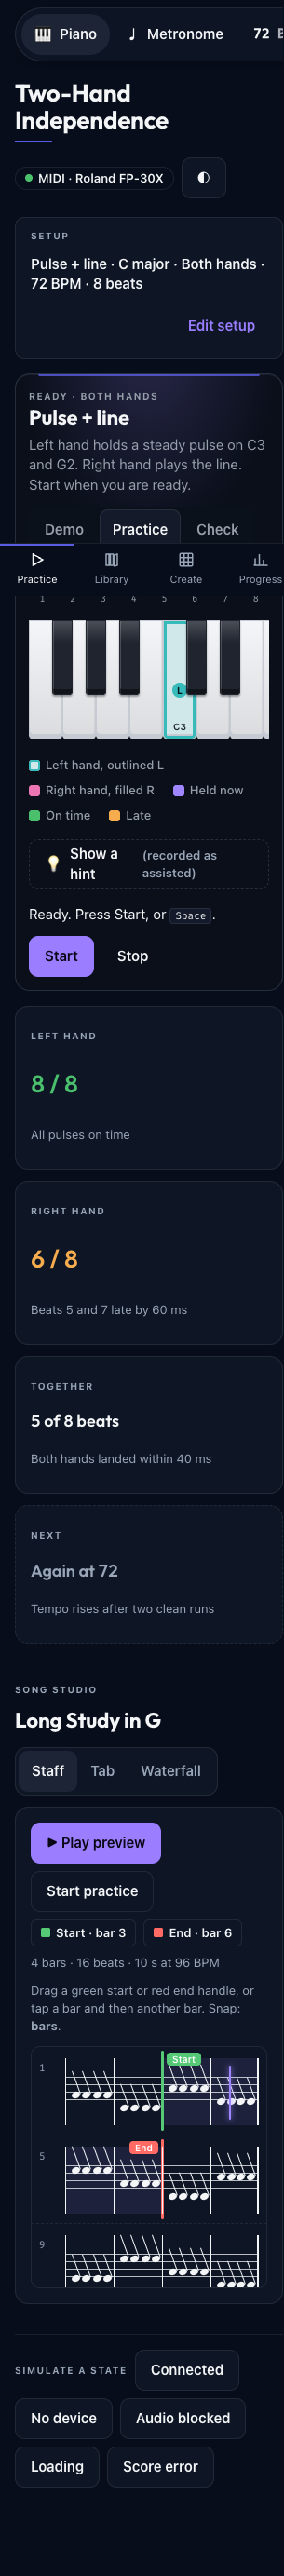 Piano
Metronome
72
Two-Hand
Independence
MIDI · Roland FP-30X
SETUP
Pulse + line · C major · Both hands ·
72 BPM · 8 beats
Edit setup
READY · BOTH HANDS
Pulse + line
Left hand holds a steady pulse on C3
and G2. Right hand plays the line.
Start when you are ready.
Demo
Practice
Check
Practice
Library
Create
Progress
1 2 3 4 5 6 7 8
L
C3
Left hand, outlined L
Right hand, filled R
Held now
On time
Late
Show a
hint
(recorded as
assisted)
Ready. Press Start, or Space.
Start
Stop
LEFT HAND
8 / 8
All pulses on time
RIGHT HAND
6 / 8
Beats 5 and 7 late by 60 ms
TOGETHER
5 of 8 beats
Both hands landed within 40 ms
NEXT
Again at 72
Tempo rises after two clean runs
SONG STUDIO
Long Study in G
Staff
Tab
Waterfall
Play preview
Start practice
Start · bar 3
End · bar 6
4 bars · 16 beats · 10 s at 96 BPM
Drag a green start or red end handle, or
tap a bar and then another bar. Snap:
bars.
1
Start
5
End
9
SIMULATE A STATE
Connected
No device
Audio blocked
Loading
Score error